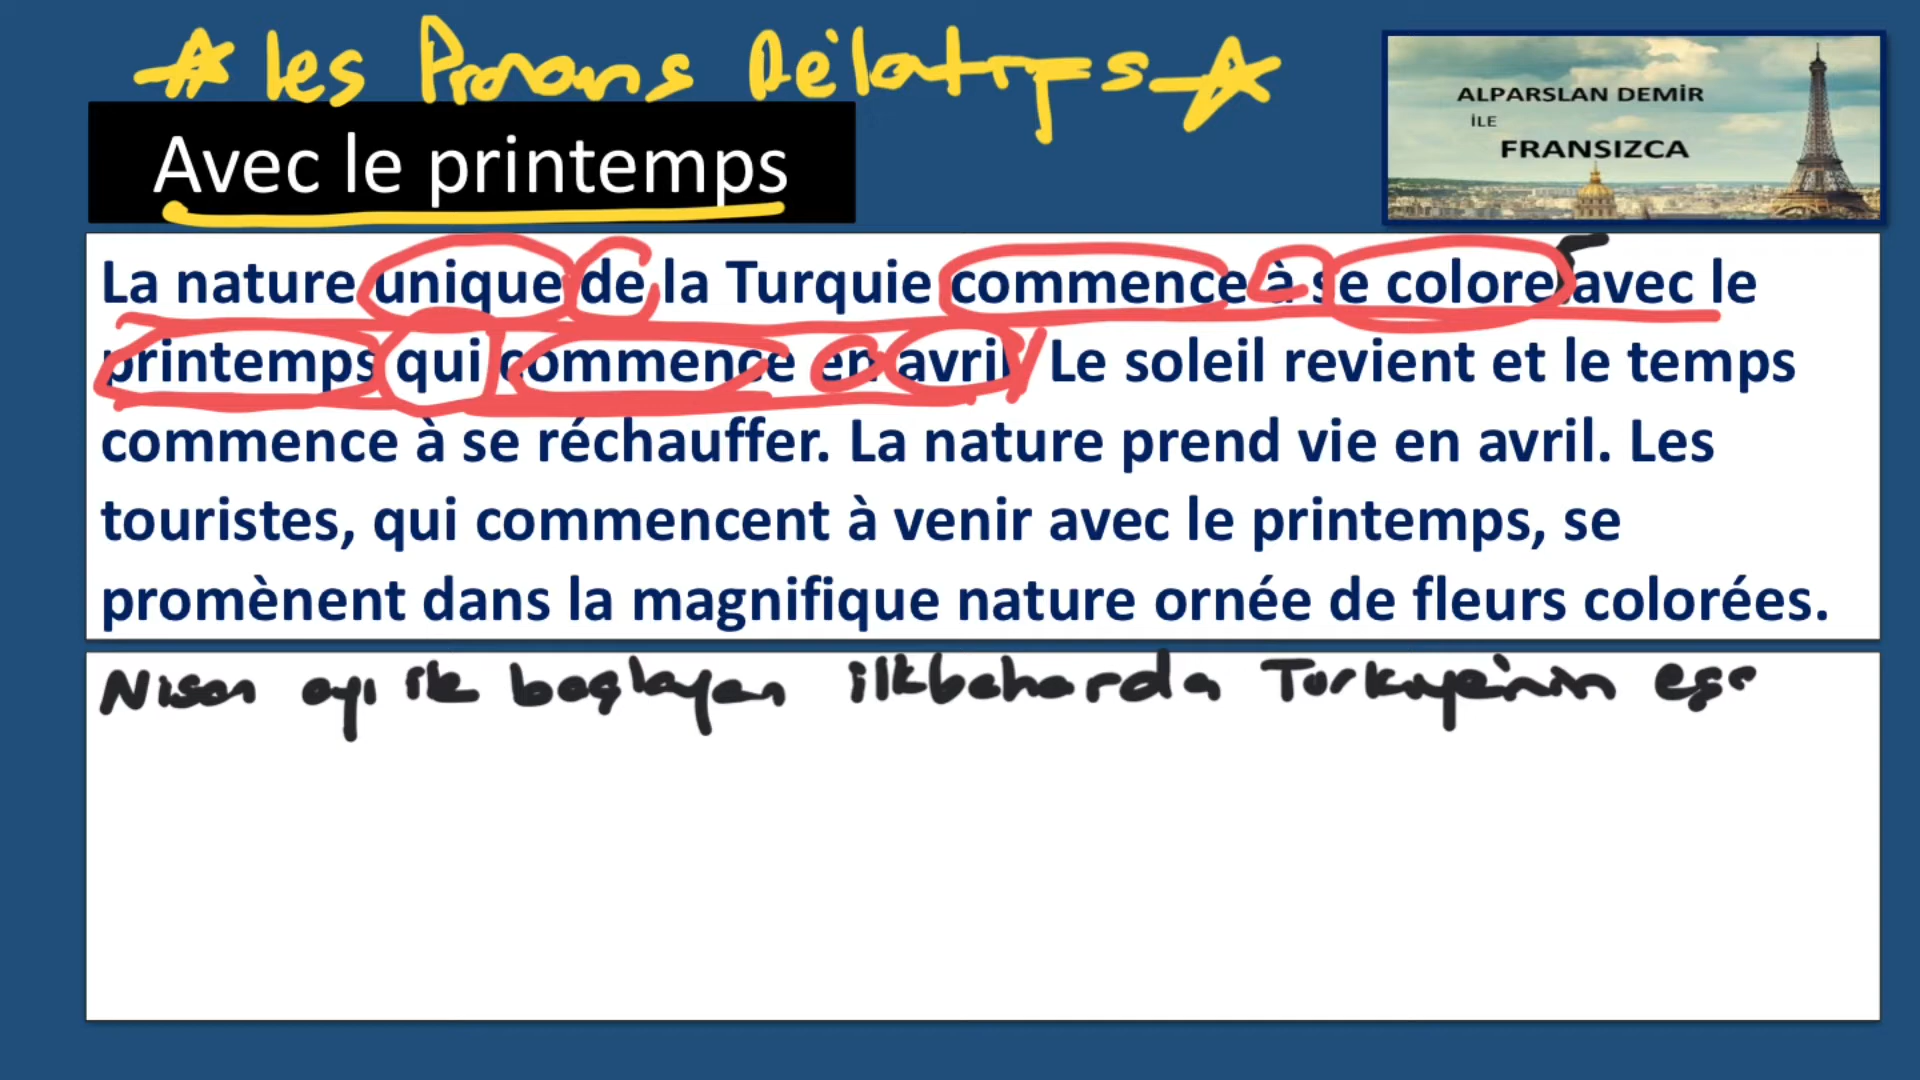 les Pronoms Rélatifs
Avec le printemps
ALPARSLAN DEMİR
İLE
FRANSIZCA
La nature unique de la Turquie commence à se colorer avec le
printemps qui commence en avril. Le soleil revient et le temps
commence à se réchauffer. La nature prend vie en avril. Les
touristes, qui commencent à venir avec le printemps, se
promènent dans la magnifique nature ornée de fleurs colorées.
Nisan ayı ile başlayan ilkbaharda Türkiye'nin eşs